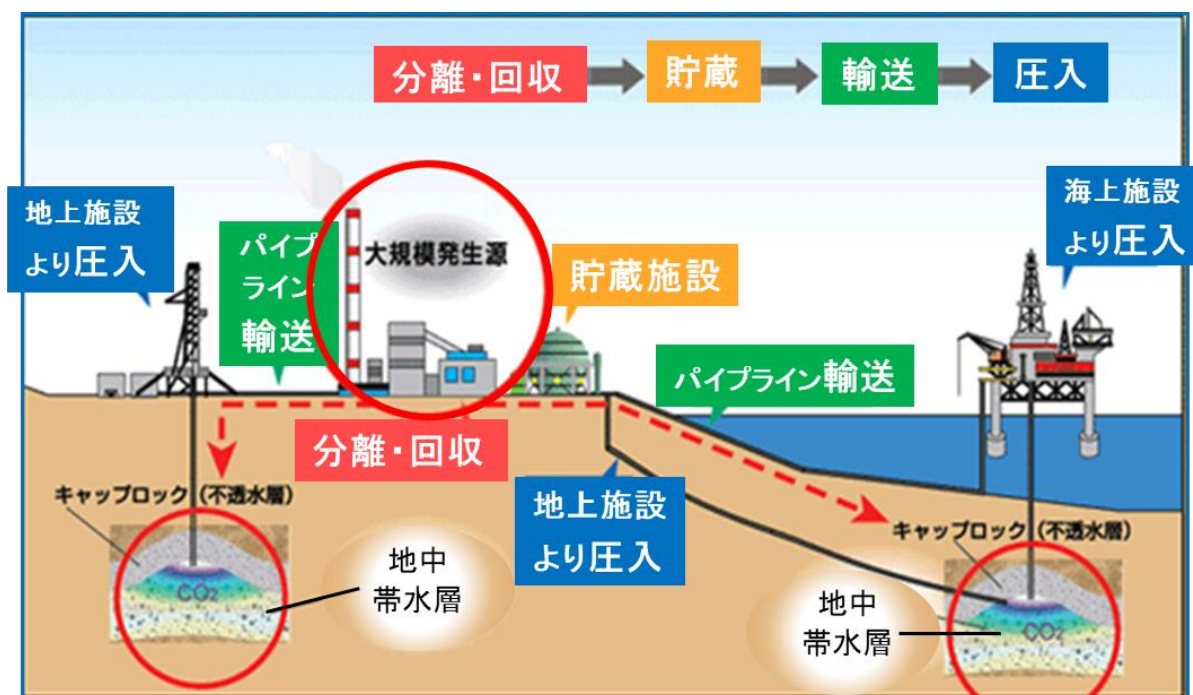 分離・回収
貯蔵
輸送
圧入
地上施設
より圧入
パイプ
ライン
輸送
大規模発生源
貯蔵施設
海上施設
より圧入
パイプライン輸送
分離・回収
キャップロック（不透水層）
CO2
地中
帯水層
地上施設
より圧入
キャップロック（不透水層）
地中
帯水層
CO2